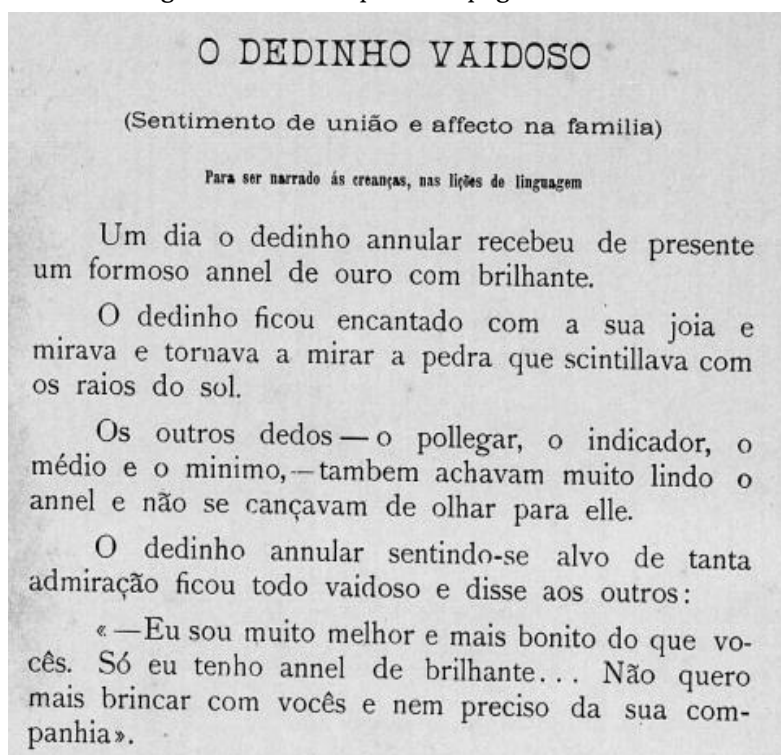 O DEDINHO VAIDOSO
(Sentimento de união e affecto na familia)
Para ser narrado ás creanças, nas lições de linguagem
Um dia o dedinho annular recebeu de presente
um formoso annel de ouro com brilhante.
O dedinho ficou encantado com a sua joia e
mirava e tornava a mirar a pedra que scintillava com
os raios do sol.
Os outros dedos — o pollegar, o indicador, o
médio e o minimo, — tambem achavam muito lindo o
annel e não se cançavam de olhar para elle.
O dedinho annular sentindo-se alvo de tanta
admiração ficou todo vaidoso e disse aos outros:
« —Eu sou muito melhor e mais bonito do que vo-
cês. Só eu tenho annel de brilhante... Não quero
mais brincar com vocês e nem preciso da sua com-
panhia».